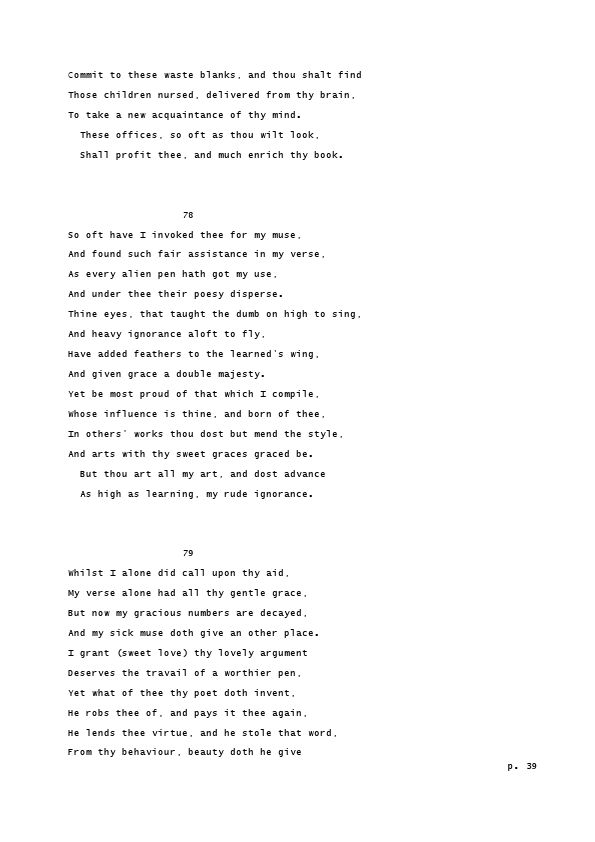 Commit to these waste blanks, and thou shalt find
Those children nursed, delivered from thy brain,
To take a new acquaintance of thy mind.
These offices, so oft as thou wilt look,
Shall profit thee, and much enrich thy book.
78
So oft have I invoked thee for my muse,
And found such fair assistance in my verse,
As every alien pen hath got my use,
And under thee their poesy disperse.
Thine eyes, that taught the dumb on high to sing,
And heavy ignorance aloft to fly,
Have added feathers to the learned's wing,
And given grace a double majesty.
Yet be most proud of that which I compile,
Whose influence is thine, and born of thee,
In others' works thou dost but mend the style,
And arts with thy sweet graces graced be.
But thou art all my art, and dost advance
As high as learning, my rude ignorance.
79
Whilst I alone did call upon thy aid,
My verse alone had all thy gentle grace,
But now my gracious numbers are decayed,
And my sick muse doth give an other place.
I grant (sweet love) thy lovely argument
Deserves the travail of a worthier pen,
Yet what of thee thy poet doth invent,
He robs thee of, and pays it thee again,
He lends thee virtue, and he stole that word,
From thy behaviour, beauty doth he give
p. 39